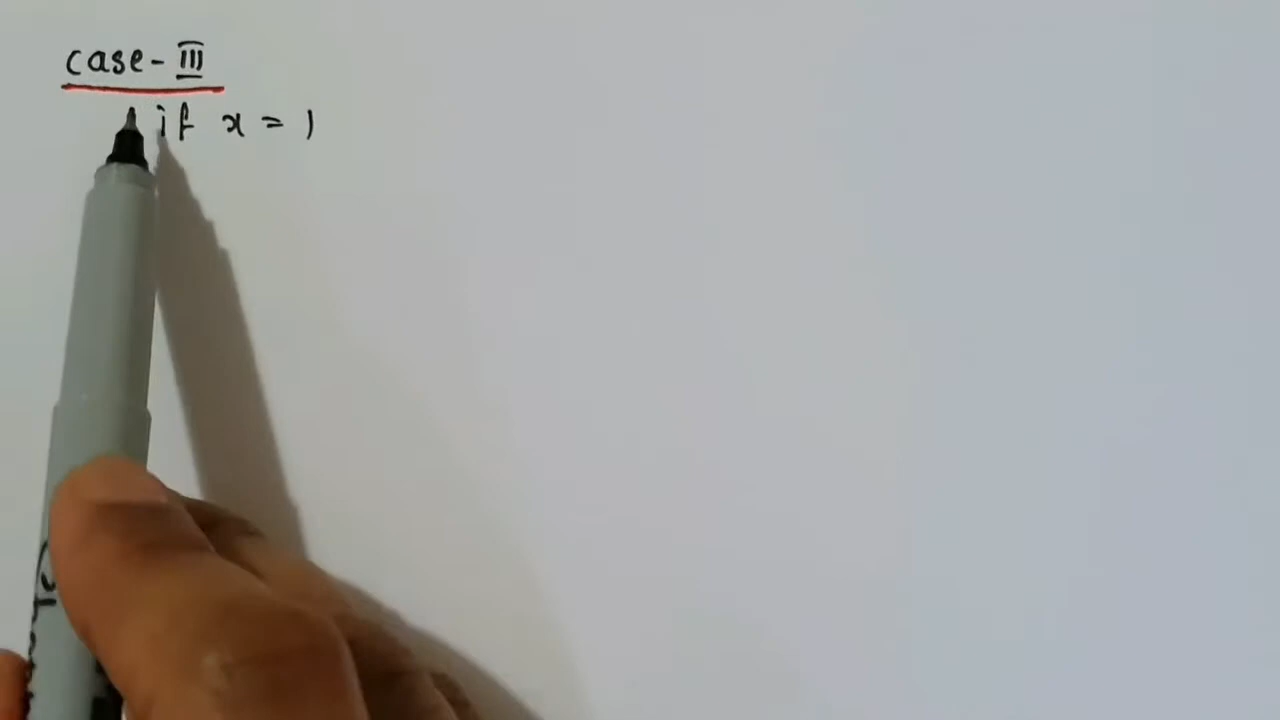 case-III
if x = 1